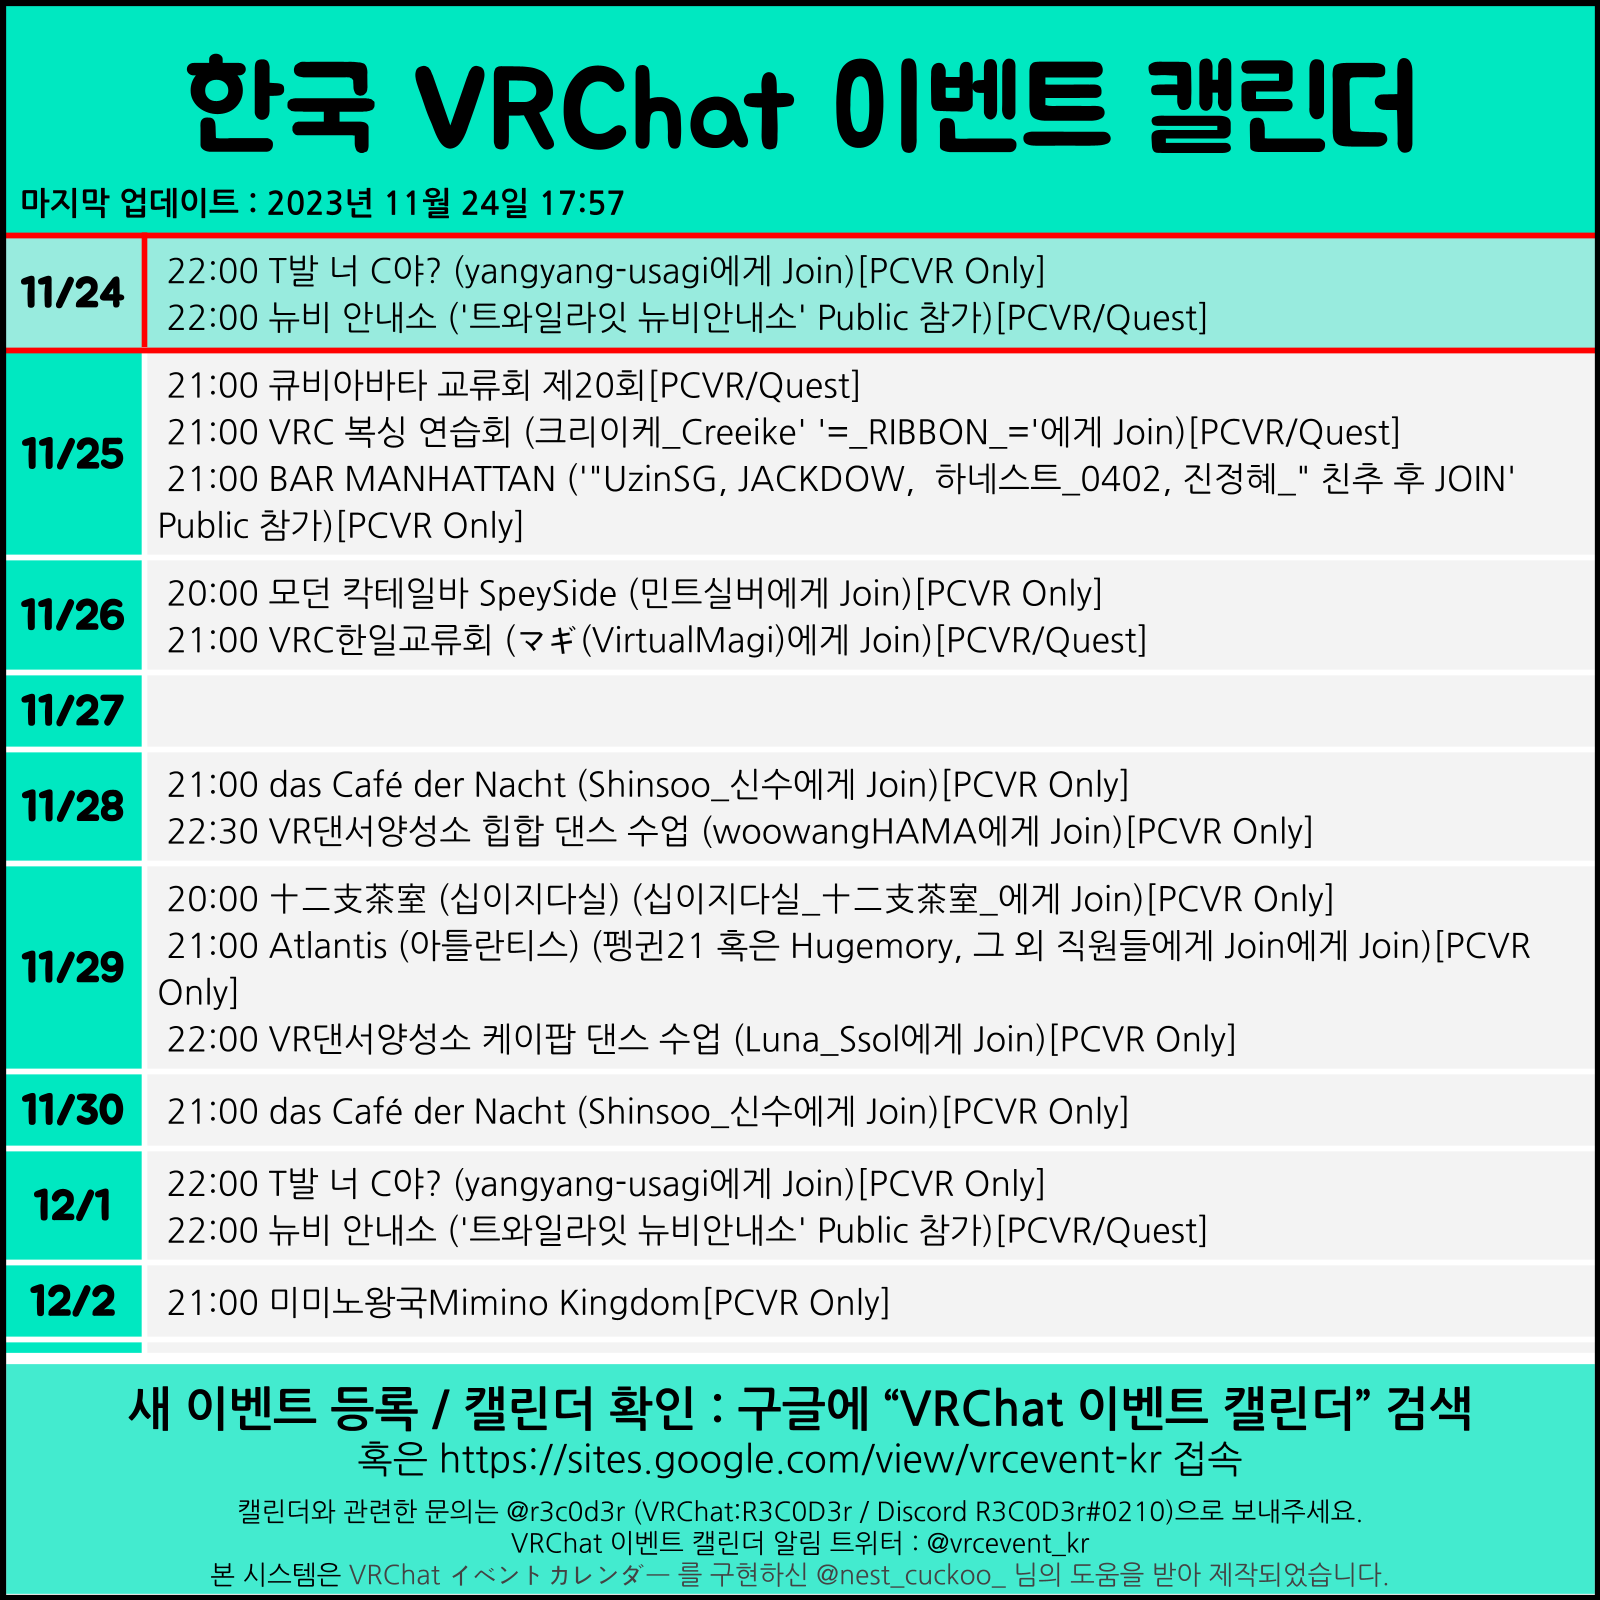 한국 VRChat 이벤트 캘린더
마지막 업데이트 : 2023년 11월 24일 17:57
11/24
22:00 T발 너 C야? (yangyang-usagi에게 Join)[PCVR Only]
22:00 뉴비 안내소 ('트와일라잇 뉴비안내소' Public 참가)[PCVR/Quest]
11/25
21:00 큐비아바타 교류회 제20회[PCVR/Quest]
21:00 VRC 복싱 연습회 (크리이케_Creeike' '=_RIBBON_='에게 Join)[PCVR/Quest]
21:00 BAR MANHATTAN ('"UzinSG, JACKDOW,  하네스트_0402, 진정혜_" 친추 후 JOIN'
Public 참가)[PCVR Only]
11/26
20:00 모던 칵테일바 SpeySide (민트실버에게 Join)[PCVR Only]
21:00 VRC한일교류회 (マギ(VirtualMagi)에게 Join)[PCVR/Quest]
11/27
11/28
21:00 das Café der Nacht (Shinsoo_신수에게 Join)[PCVR Only]
22:30 VR댄서양성소 힙합 댄스 수업 (woowangHAMA에게 Join)[PCVR Only]
11/29
20:00 十二支茶室 (십이지다실) (십이지다실_十二支茶室_에게 Join)[PCVR Only]
21:00 Atlantis (아틀란티스) (펭귄21 혹은 Hugemory, 그 외 직원들에게 Join에게 Join)[PCVR
Only]
22:00 VR댄서양성소 케이팝 댄스 수업 (Luna_Ssol에게 Join)[PCVR Only]
11/30
21:00 das Café der Nacht (Shinsoo_신수에게 Join)[PCVR Only]
12/1
22:00 T발 너 C야? (yangyang-usagi에게 Join)[PCVR Only]
22:00 뉴비 안내소 ('트와일라잇 뉴비안내소' Public 참가)[PCVR/Quest]
12/2
21:00 미미노왕국Mimino Kingdom[PCVR Only]
새 이벤트 등록 / 캘린더 확인 : 구글에 “VRChat 이벤트 캘린더” 검색
혹은 https://sites.google.com/view/vrcevent-kr 접속
캘린더와 관련한 문의는 @r3c0d3r (VRChat:R3C0D3r / Discord R3C0D3r#0210)으로 보내주세요.
VRChat 이벤트 캘린더 알림 트위터 : @vrcevent_kr
본 시스템은 VRChat イベントカレンダー 를 구현하신 @nest_cuckoo_ 님의 도움을 받아 제작되었습니다.